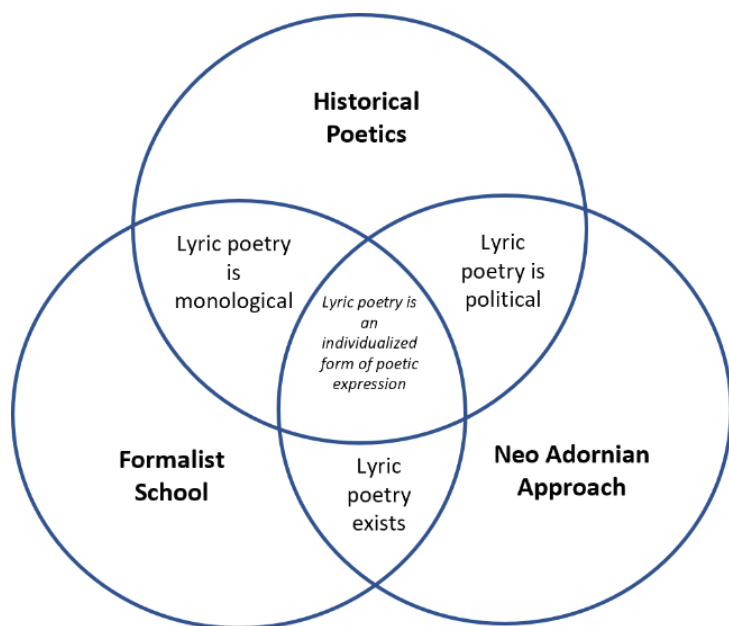 Historical
Poetics
Lyric poetry
is
monological
Lyric
poetry is
political
Lyric poetry is
an
individualized
form of poetic
expression
Formalist
School
Neo Adornian
Approach
Lyric
poetry
exists